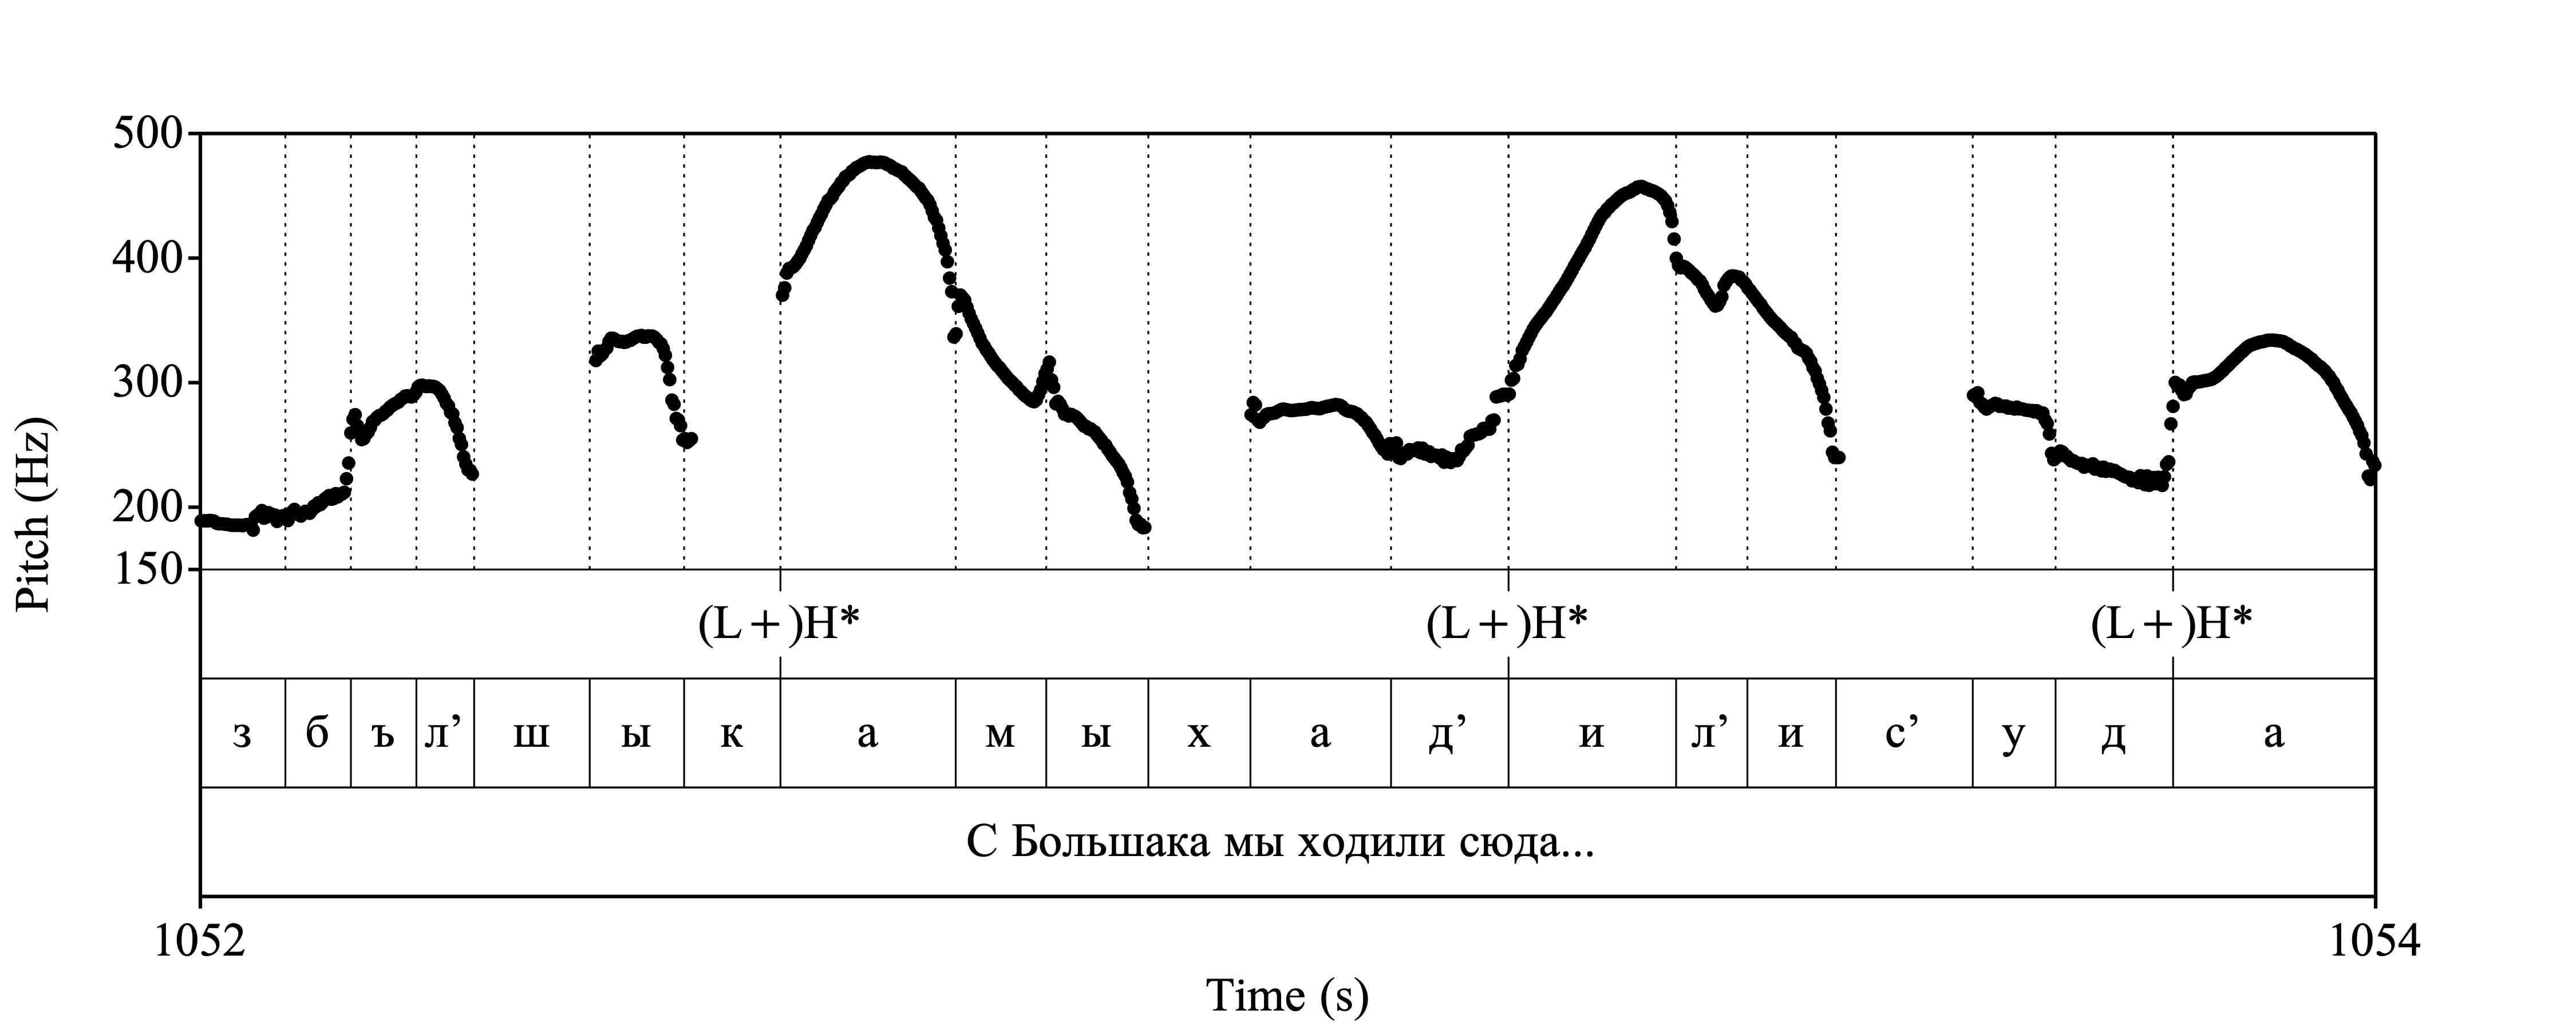 500
400
300
200
150
Pitch (Hz)
(L+)H* (L+)H* (L+)H*
з б ъ л’ ш ы к а м ы х а д’ и л’ и с’ у д а
С Большака мы ходили сюда...
1052 1054
Time (s)